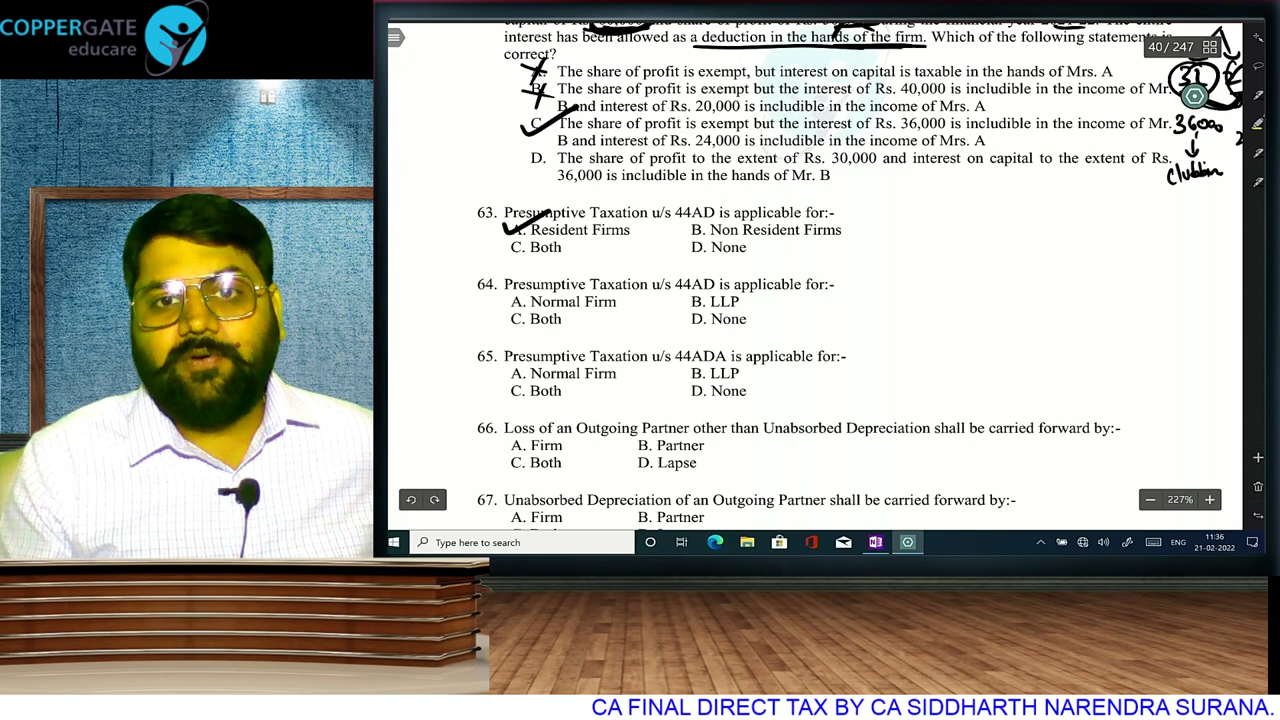 COPPERGATE
educare
interest has been allowed as a deduction in the hands of the firm. Which of the following statements is
correct?
A. The share of profit is exempt, but interest on capital is taxable in the hands of Mrs. A
B. The share of profit is exempt but the interest of Rs. 40,000 is includible in the income of Mr.
B and interest of Rs. 20,000 is includible in the income of Mrs. A
C. The share of profit is exempt but the interest of Rs. 36,000 is includible in the income of Mr.
B and interest of Rs. 24,000 is includible in the income of Mrs. A
D. The share of profit to the extent of Rs. 30,000 and interest on capital to the extent of Rs.
36,000 is includible in the hands of Mr. B
40 / 247
36000
63. Presumptive Taxation u/s 44AD is applicable for:-
A. Resident Firms B. Non Resident Firms
C. Both D. None
64. Presumptive Taxation u/s 44AD is applicable for:-
A. Normal Firm B. LLP
C. Both D. None
65. Presumptive Taxation u/s 44ADA is applicable for:-
A. Normal Firm B. LLP
C. Both D. None
66. Loss of an Outgoing Partner other than Unabsorbed Depreciation shall be carried forward by:-
A. Firm B. Partner
C. Both D. Lapse
67. Unabsorbed Depreciation of an Outgoing Partner shall be carried forward by:-
A. Firm B. Partner
227%
Type here to search
ENG
11:36
21-02-2022
CA FINAL DIRECT TAX BY CA SIDDHARTH NARENDRA SURANA.